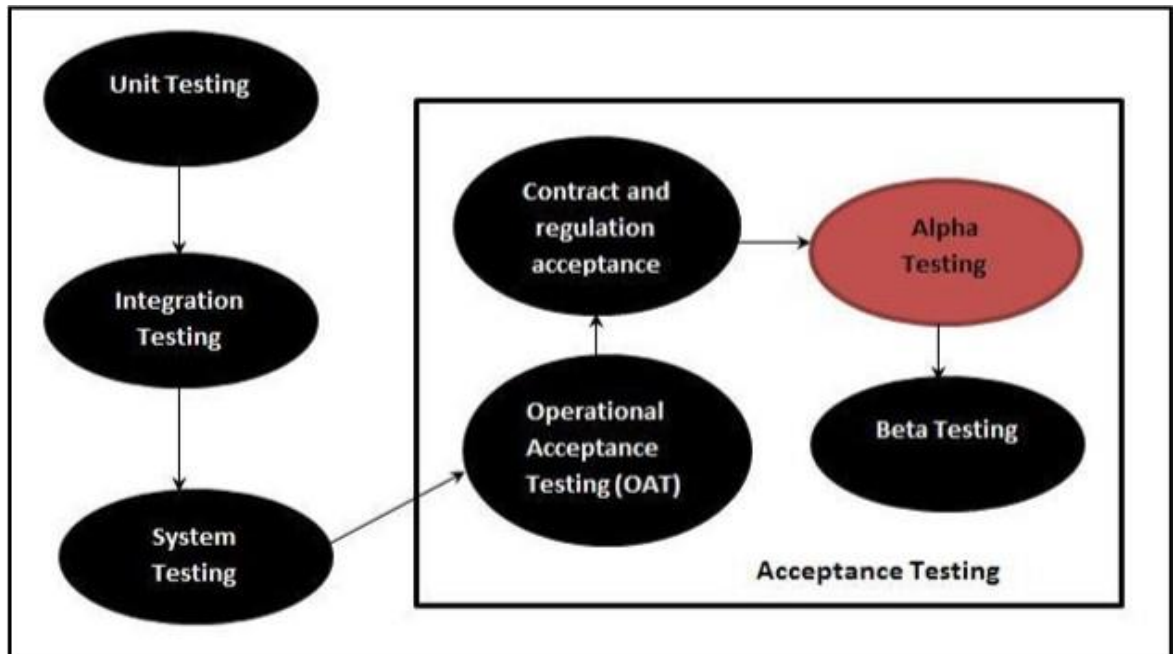 Unit Testing
Integration
Testing
System
Testing
Operational
Acceptance
Testing (OAT)
Contract and
regulation
acceptance
Alpha
Testing
Beta Testing
Acceptance Testing